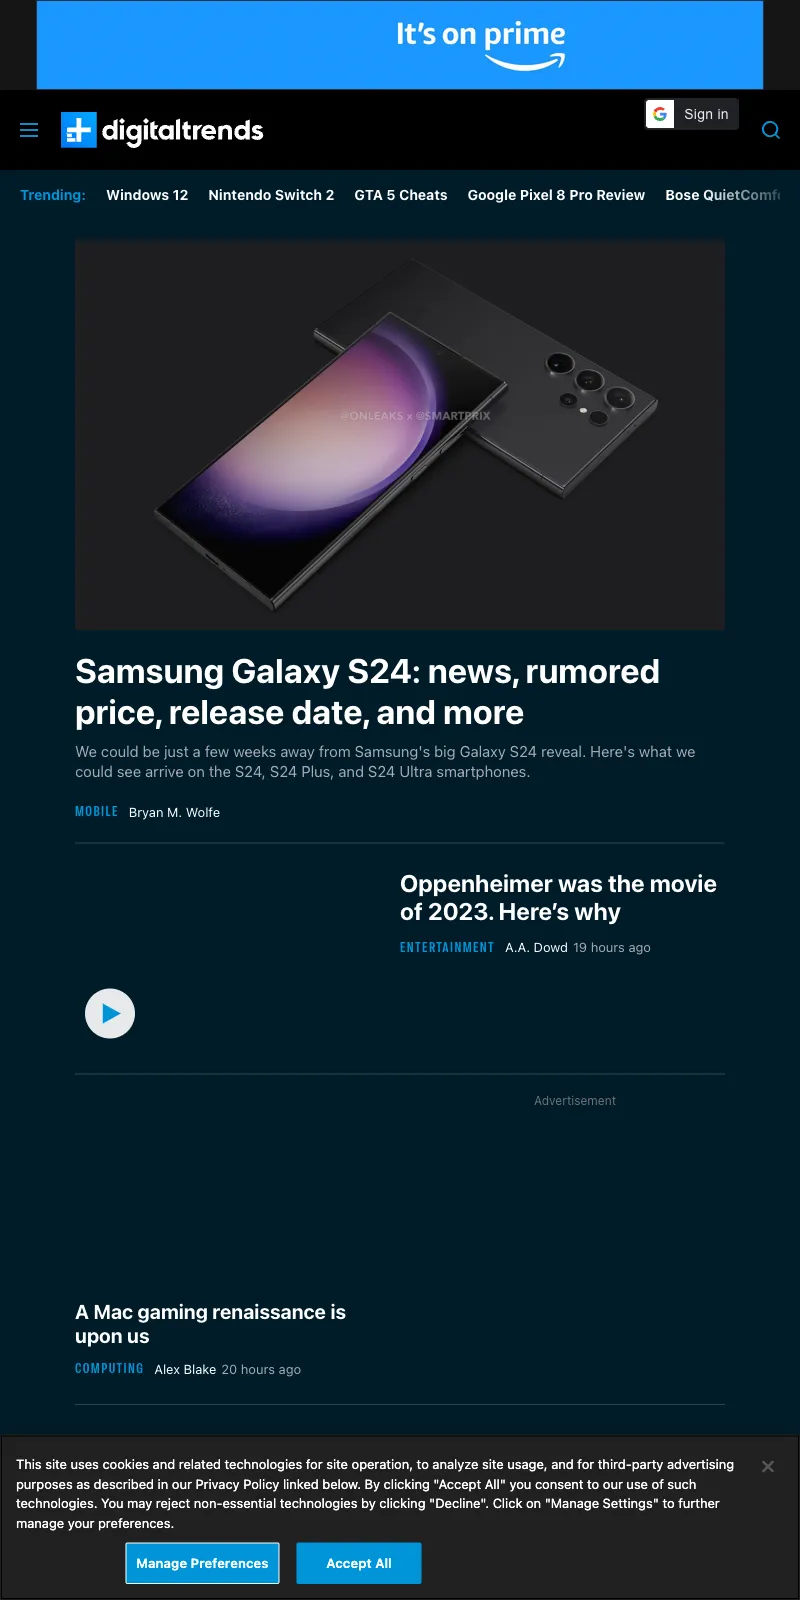 It's on prime
digitaltrends
Sign in
Trending: Windows 12 Nintendo Switch 2 GTA 5 Cheats Google Pixel 8 Pro Review Bose QuietComf
@ONLEAKS x @SMARTPRIX
Samsung Galaxy S24: news, rumored
price, release date, and more
We could be just a few weeks away from Samsung's big Galaxy S24 reveal. Here's what we
could see arrive on the S24, S24 Plus, and S24 Ultra smartphones.
MOBILE Bryan M. Wolfe
Oppenheimer was the movie
of 2023. Here’s why
ENTERTAINMENT A.A. Dowd 19 hours ago
Advertisement
A Mac gaming renaissance is
upon us
COMPUTING Alex Blake 20 hours ago
This site uses cookies and related technologies for site operation, to analyze site usage, and for third-party advertising
purposes as described in our Privacy Policy linked below. By clicking "Accept All" you consent to our use of such
technologies. You may reject non-essential technologies by clicking "Decline". Click on "Manage Settings" to further
manage your preferences.
Manage Preferences Accept All